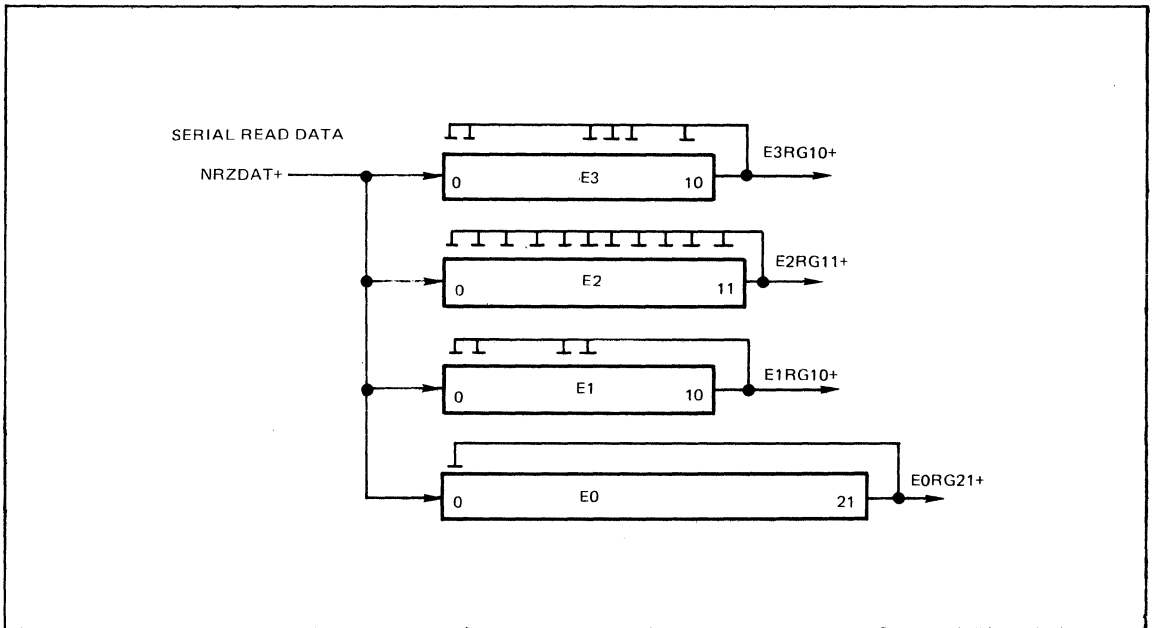 SERIAL READ DATA
NRZDAT+
0 E3 10
E3RG10+
0 E2 11
E2RG11+
0 E1 10
E1RG10+
0 E0 21
E0RG21+